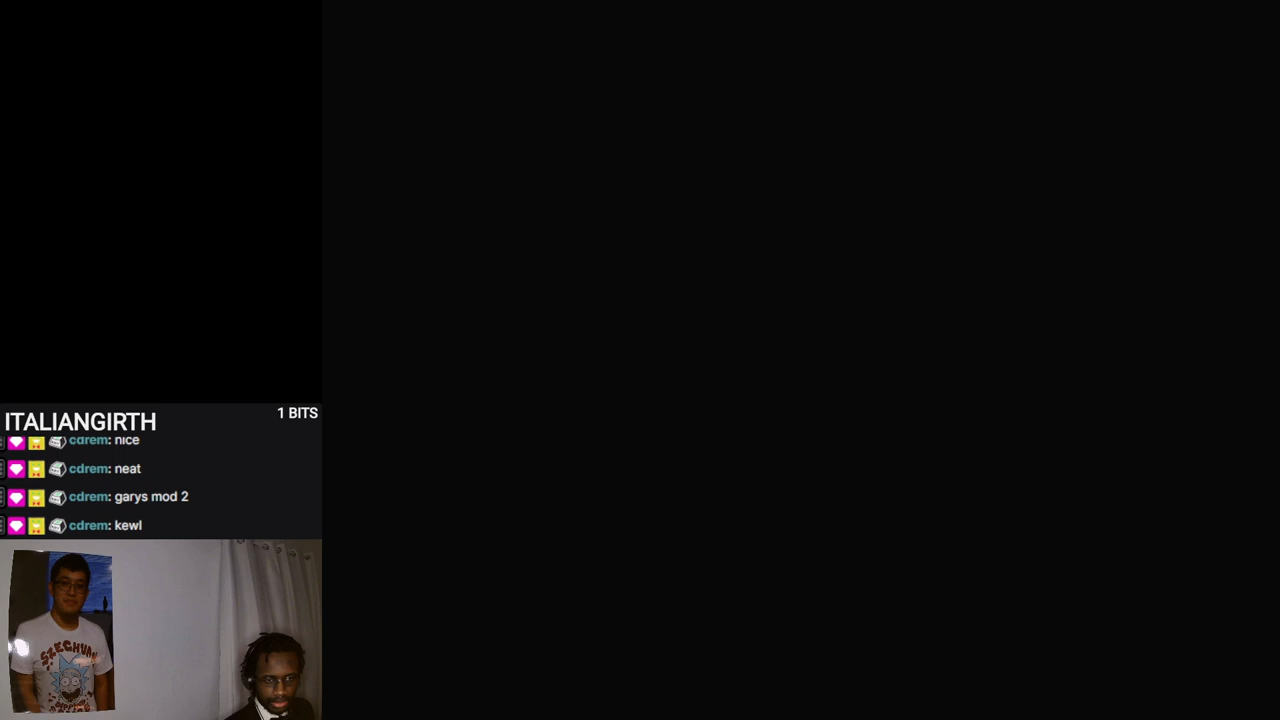 ITALIANGIRTH
1 BITS
cdrem: nice
cdrem: neat
cdrem: garys mod 2
cdrem: kewl
SZECHUAN